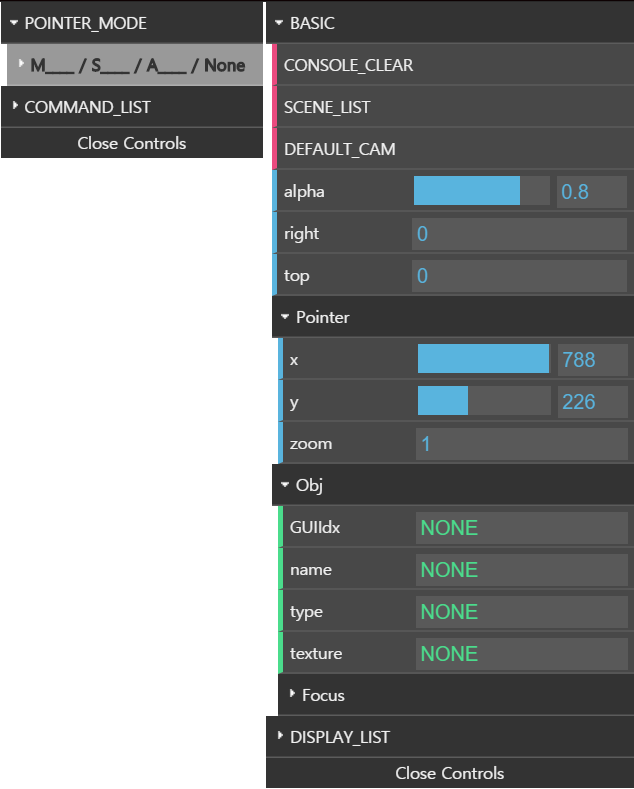 POINTER_MODE
M___ / S___ / A___ / None
COMMAND_LIST
Close Controls
BASIC
CONSOLE_CLEAR
SCENE_LIST
DEFAULT_CAM
alpha 0.8
right 0
top 0
Pointer
x 788
y 226
zoom 1
Obj
GUIIdx NONE
name NONE
type NONE
texture NONE
Focus
DISPLAY_LIST
Close Controls